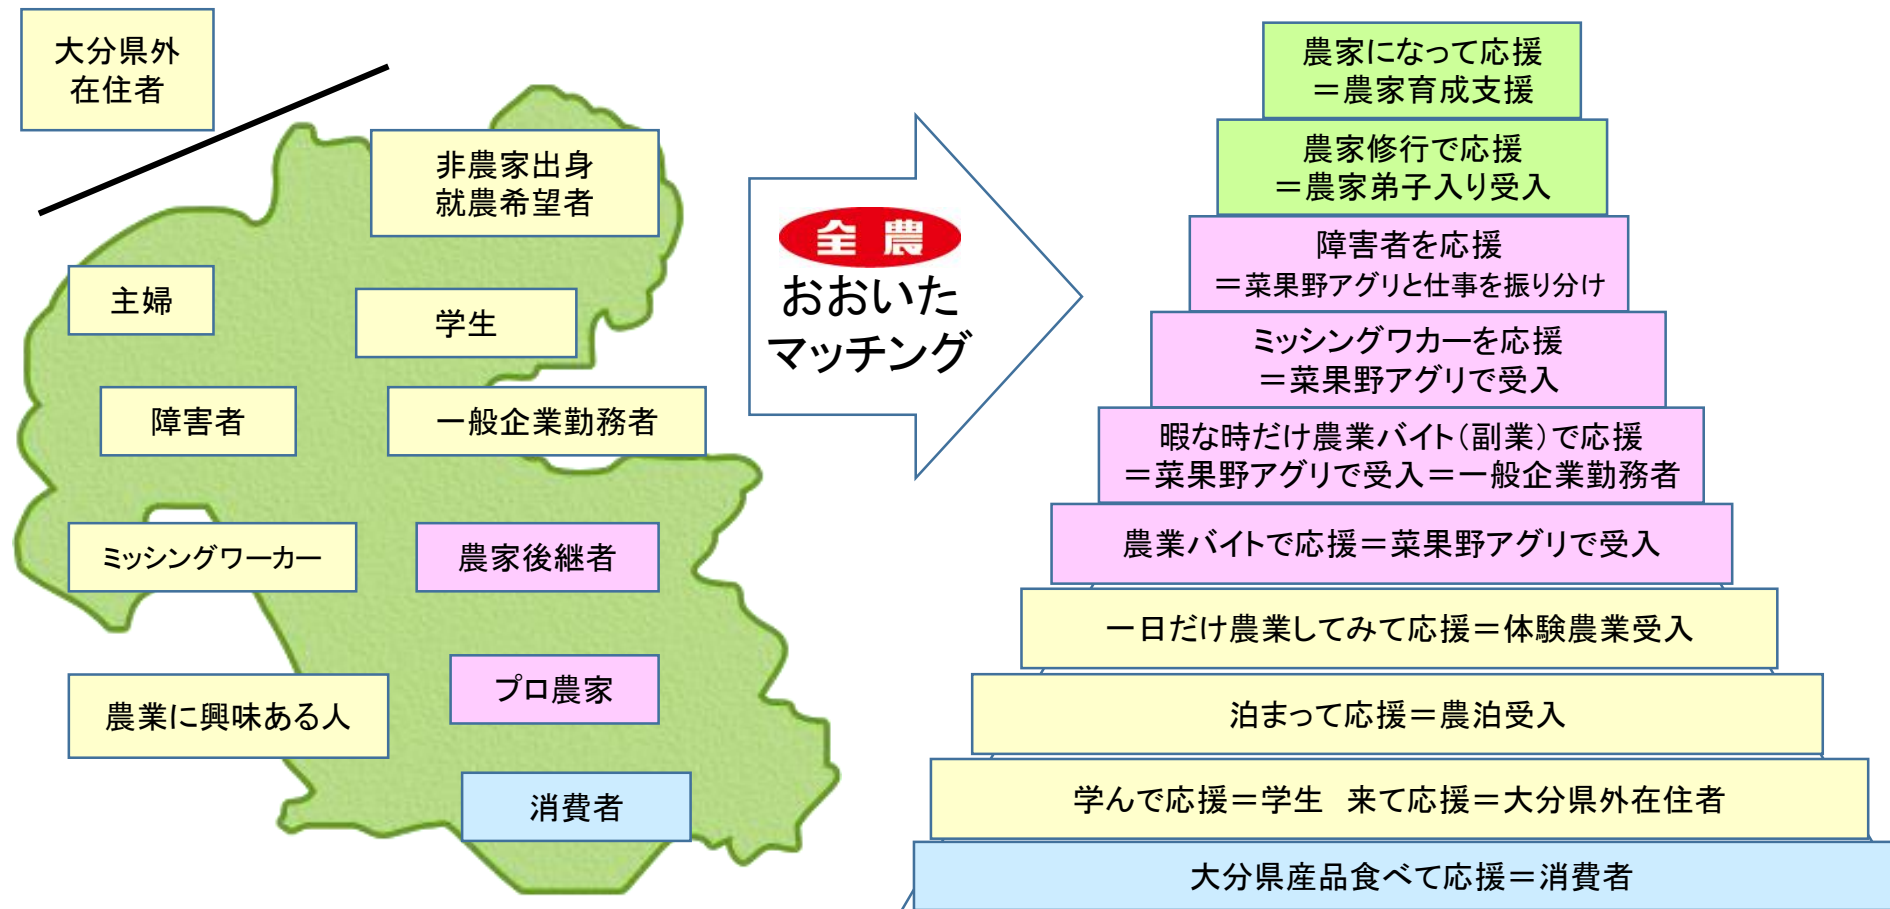 大分県外
在住者
非農家出身
就農希望者
主婦
学生
障害者
一般企業勤務者
ミッシングワーカー
農家後継者
プロ農家
農業に興味ある人
消費者
全農
おおいた
マッチング
農家になって応援
＝農家育成支援
農家修行で応援
＝農家弟子入り受入
障害者を応援
＝菜果野アグリと仕事を振り分け
ミッシングワカーを応援
＝菜果野アグリで受入
暇な時だけ農業バイト（副業）で応援
＝菜果野アグリで受入＝一般企業勤務者
農業バイトで応援＝菜果野アグリで受入
一日だけ農業してみて応援＝体験農業受入
泊まって応援＝農泊受入
学んで応援＝学生　来て応援＝大分県外在住者
大分県産品食べて応援＝消費者